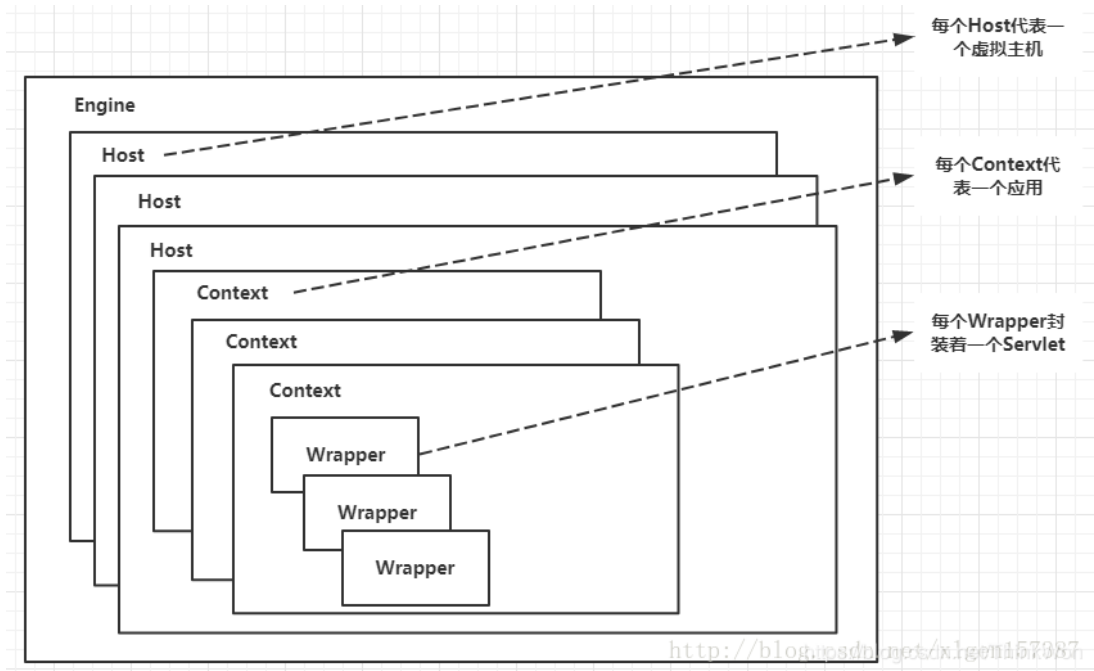 每个Host代表一
个虚拟主机
Engine
Host
Host
每个Context代
表一个应用
Host
Context
每个Wrapper封
装着一个Servlet
Context
Context
Wrapper
Wrapper
Wrapper